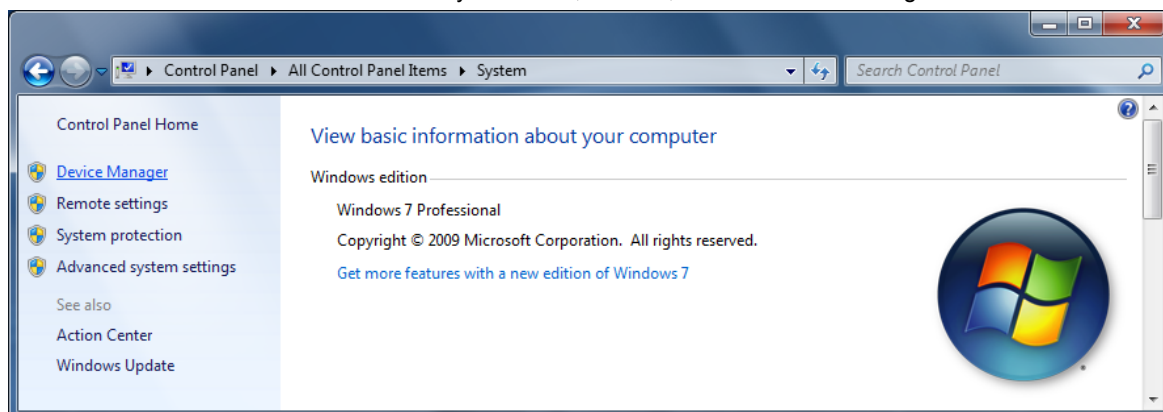 Control Panel ▸ All Control Panel Items ▸ System
Search Control Panel
Control Panel Home
Device Manager
Remote settings
System protection
Advanced system settings
See also
Action Center
Windows Update
View basic information about your computer
Windows edition
Windows 7 Professional
Copyright © 2009 Microsoft Corporation. All rights reserved.
Get more features with a new edition of Windows 7